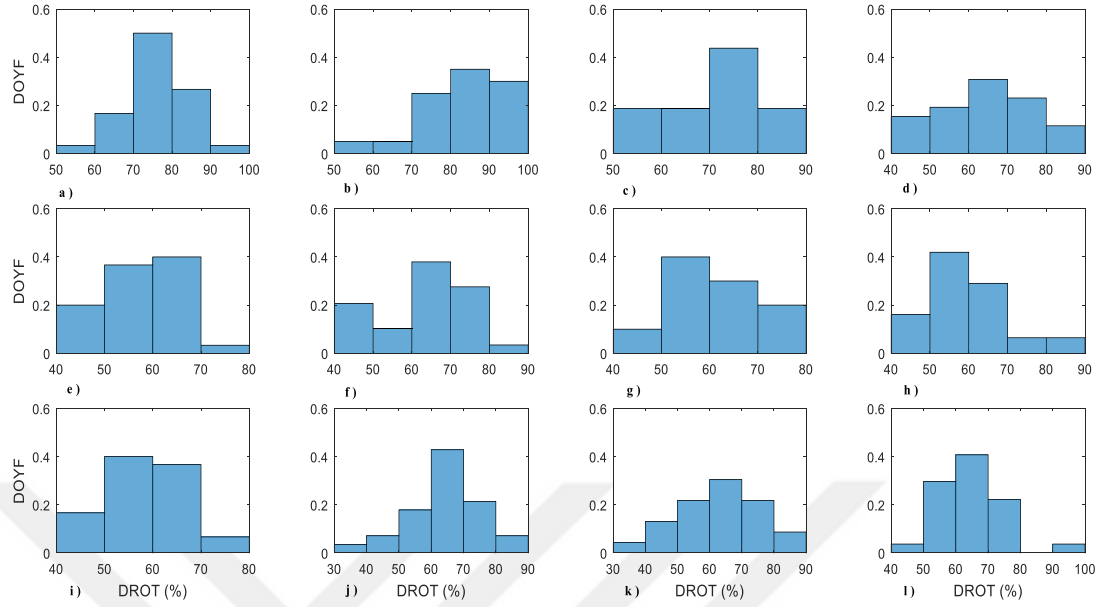 0.6 0.6 0.6 0.6
DOYF 0.4 0.4 0.4 0.4
0.2 0.2 0.2 0.2
0 0 0 0
50 60 70 80 90 100 50 60 70 80 90 100 50 60 70 80 90 40 50 60 70 80 90
a ) b ) c ) d )
0.6 0.6 0.6 0.6
DOYF 0.4 0.4 0.4 0.4
0.2 0.2 0.2 0.2
0 0 0 0
40 50 60 70 80 40 50 60 70 80 90 40 50 60 70 80 40 50 60 70 80 90
e ) f ) g ) h )
0.6 0.6 0.6 0.6
DOYF 0.4 0.4 0.4 0.4
0.2 0.2 0.2 0.2
0 0 0 0
40 50 60 70 80 30 40 50 60 70 80 90 30 40 50 60 70 80 90 40 50 60 70 80 90 100
i ) DROT (%) j ) DROT (%) k ) DROT (%) l ) DROT (%)